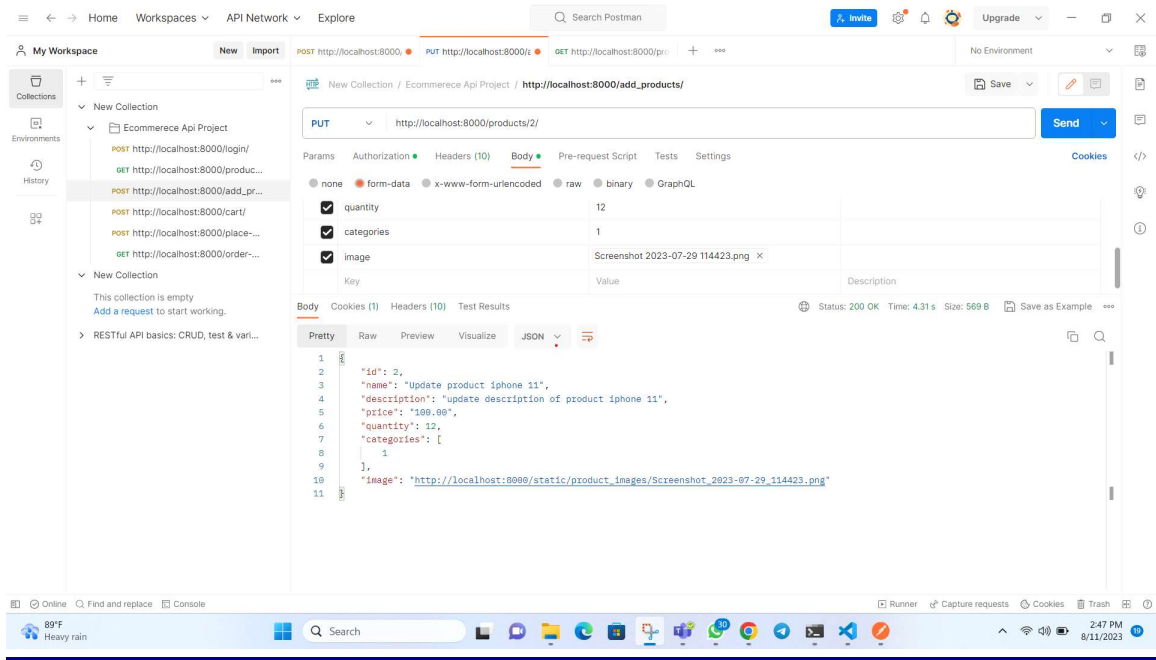 Home Workspaces API Network Explore Search Postman Invite Upgrade
My Workspace New Import POST http://localhost:8000/ PUT http://localhost:8000/ GET http://localhost:8000/pro No Environment
Collections
Environments
History
New Collection
Ecommerece Api Project
POST http://localhost:8000/login/
GET http://localhost:8000/produc...
POST http://localhost:8000/add_pr...
POST http://localhost:8000/cart/
POST http://localhost:8000/place-...
GET http://localhost:8000/order-...
New Collection
This collection is empty
Add a request to start working.
RESTful API basics: CRUD, test & vari...
HTTP New Collection / Ecommerece Api Project / http://localhost:8000/add_products/ Save
PUT http://localhost:8000/products/2/ Send
Params Authorization Headers (10) Body Pre-request Script Tests Settings Cookies
none form-data x-www-form-urlencoded raw binary GraphQL
quantity 12
categories 1
image Screenshot 2023-07-29 114423.png ×
Key Value Description
Body Cookies (1) Headers (10) Test Results Status: 200 OK Time: 4.31 s Size: 569 B Save as Example
Pretty Raw Preview Visualize JSON
1 {
2 "id": 2,
3 "name": "Update product iphone 11",
4 "description": "update description of product iphone 11",
5 "price": "100.00",
6 "quantity": 12,
7 "categories": [
8 1
9 ],
10 "image": "http://localhost:8000/static/product_images/Screenshot_2023-07-29_114423.png"
11 }
Online Find and replace Console Runner Capture requests Cookies Trash
89°F
Heavy rain
Search
30
2:47 PM
8/11/2023
19